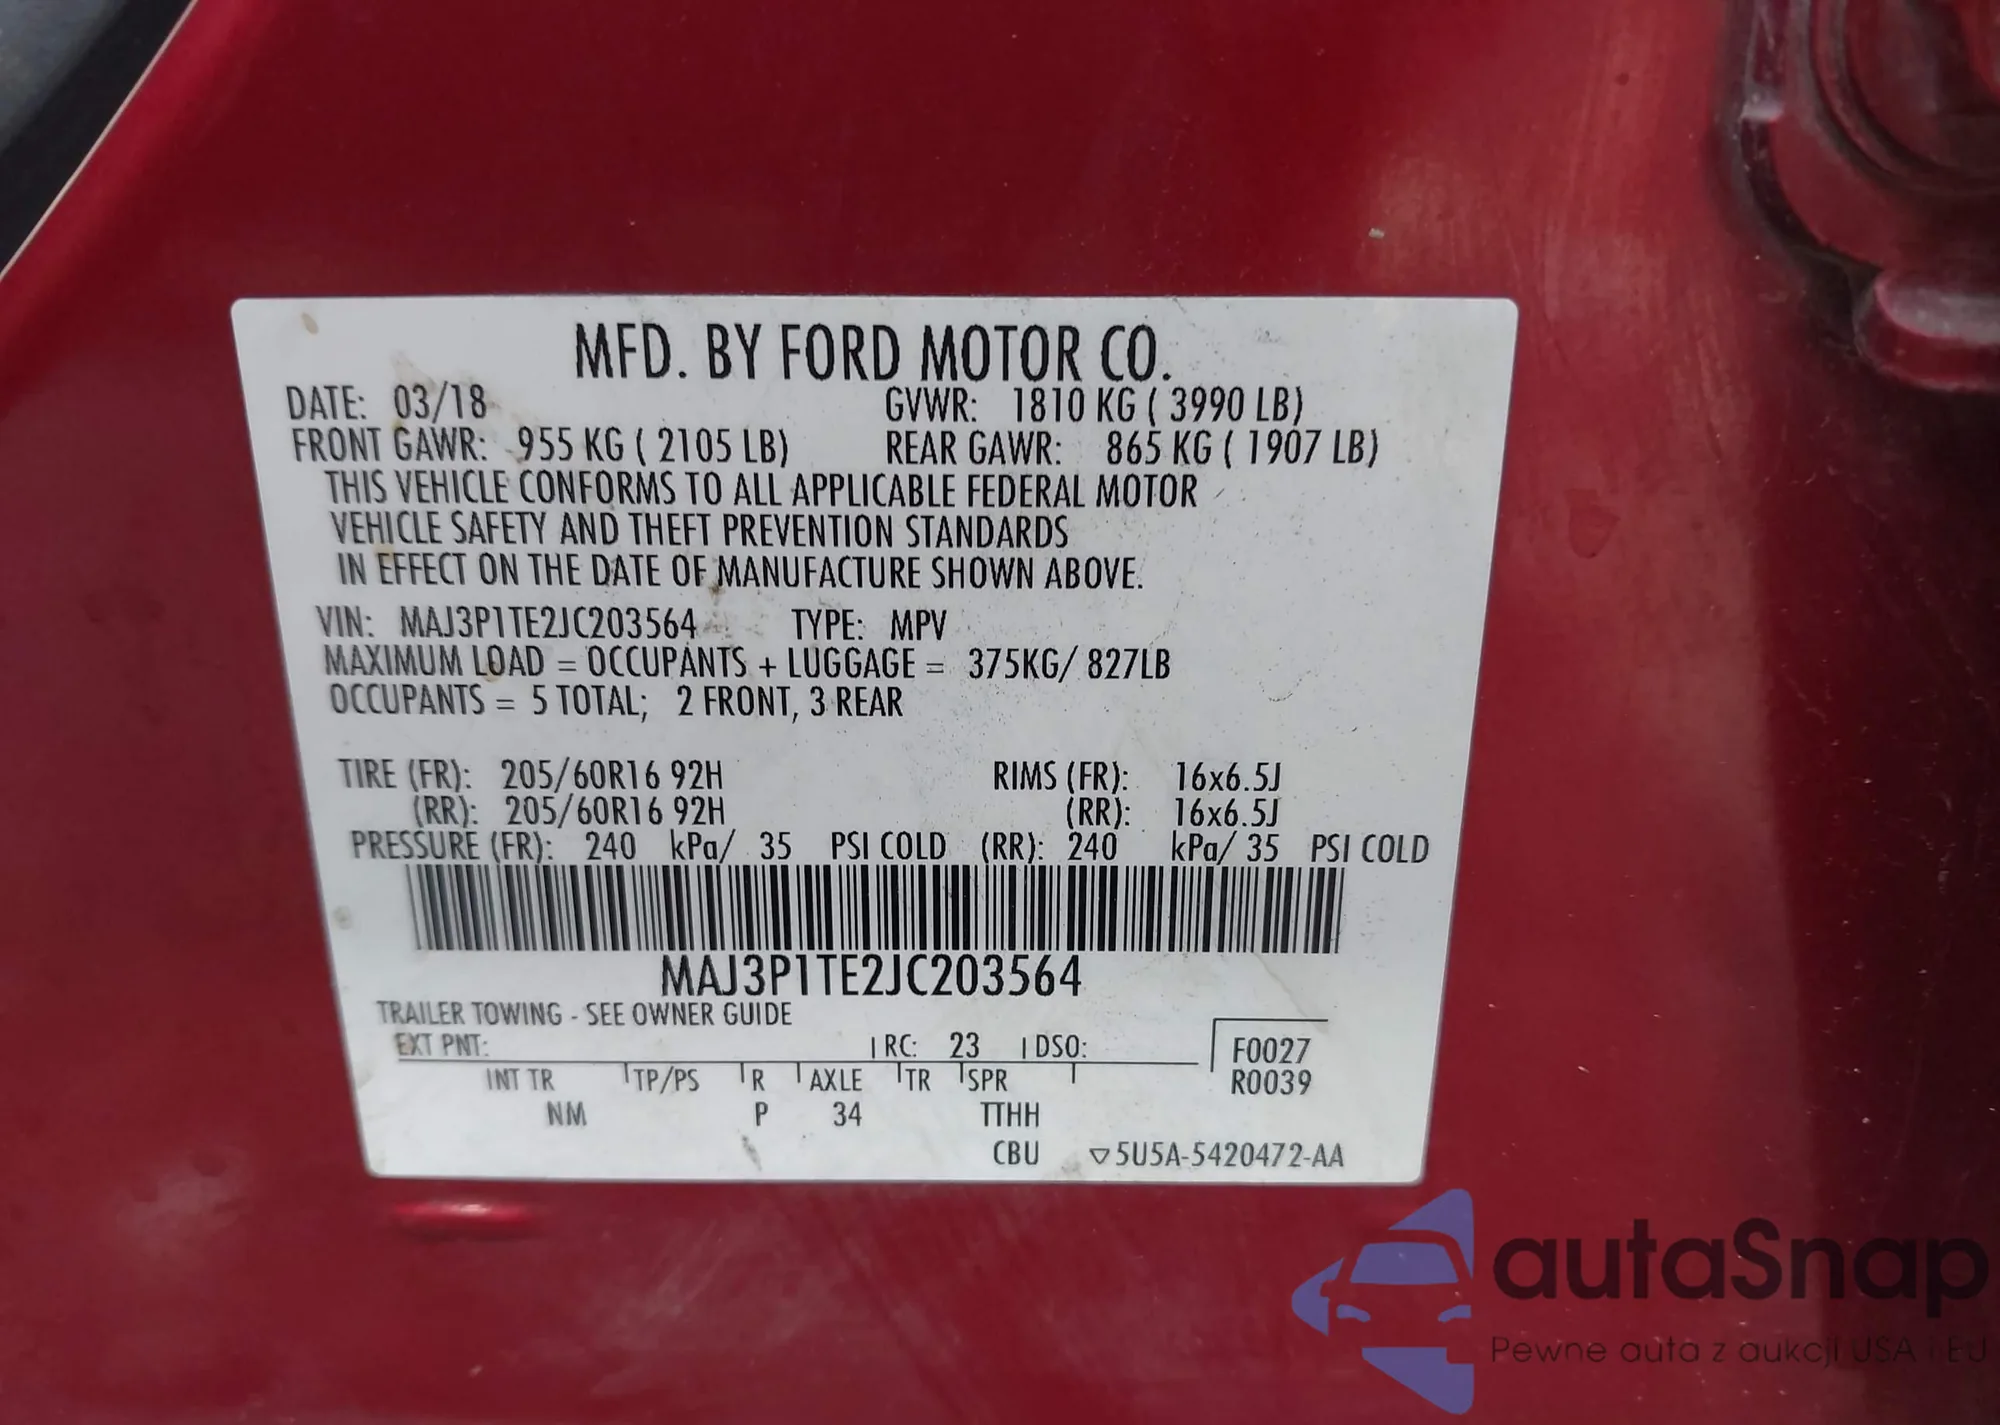 MFD. BY FORD MOTOR CO.
DATE: 03/18 GVWR: 1810 KG ( 3990 LB)
FRONT GAWR: 955 KG ( 2105 LB) REAR GAWR: 865 KG ( 1907 LB)
THIS VEHICLE CONFORMS TO ALL APPLICABLE FEDERAL MOTOR
VEHICLE SAFETY AND THEFT PREVENTION STANDARDS
IN EFFECT ON THE DATE OF MANUFACTURE SHOWN ABOVE.
VIN: MAJ3P1TE2JC203564 TYPE: MPV
MAXIMUM LOAD = OCCUPANTS + LUGGAGE = 375KG/ 827LB
OCCUPANTS = 5 TOTAL; 2 FRONT, 3 REAR
TIRE (FR): 205/60R16 92H RIMS (FR): 16x6.5J
(RR): 205/60R16 92H (RR): 16x6.5J
PRESSURE (FR): 240 kPa/ 35 PSI COLD (RR): 240 kPa/ 35 PSI COLD
MAJ3P1TE2JC203564
TRAILER TOWING - SEE OWNER GUIDE
EXT PNT: RC: 23 DSO: F0027
INT TR TP/PS R AXLE TR SPR R0039
NM P 34 TTHH
CBU ▽5U5A-5420472-AA
autaSnap
Pewne auta z aukcji USA i EU